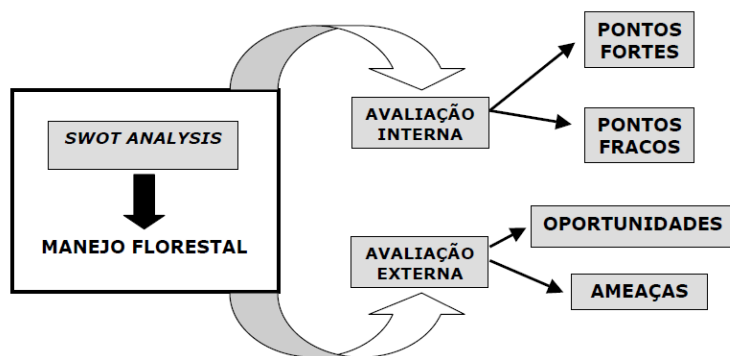 SWOT ANALYSIS
MANEJO FLORESTAL
AVALIAÇÃO
INTERNA
PONTOS
FORTES
PONTOS
FRACOS
AVALIAÇÃO
EXTERNA
OPORTUNIDADES
AMEAÇAS